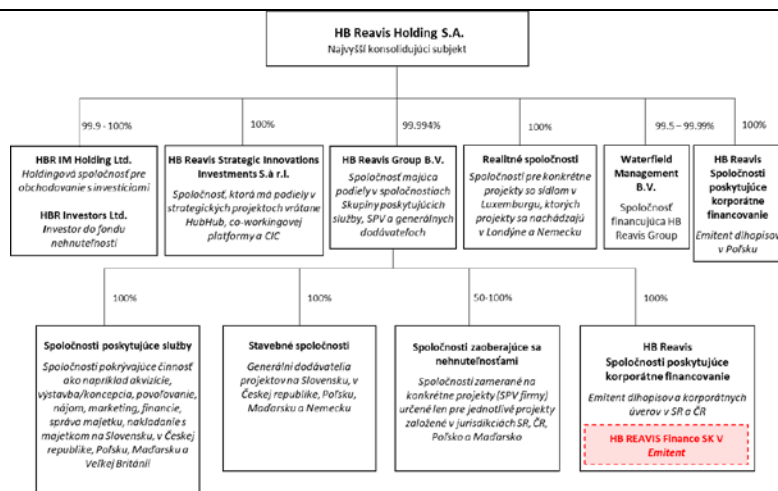 HB Reavis Holding S.A.
Najvyšší konsolidujúci subjekt
99.9 - 100%
100%
99.994%
100%
99.5 – 99.99%
100%
HBR IM Holding Ltd.
Holdingová spoločnosť pre
obchodovanie s investíciami
HBR Investors Ltd.
Investor do fondu
nehnuteľností
HB Reavis Strategic Innovations
Investments S.à r.l.
Spoločnosť, ktorá má podiely v
strategických projektoch vrátane
HubHub, co-workingovej
platformy a CIC
HB Reavis Group B.V.
Spoločnosť majúca
podiely v spoločnostiach
Skupiny poskytujúcich
služby, SPV a generálnych
dodávateľoch
Realitné spoločnosti
Spoločnosti pre konkrétne
projekty so sídlom v
Luxemburgu, ktorých
projekty sa nachádzajú
v Londýne a Nemecku
Waterfield
Management
B.V.
Spoločnosť
financujúca HB
Reavis Group
HB Reavis
Spoločnosti
poskytujúce
korporátne
financovanie
Emitent dlhopisov
v Poľsku
100%
100%
50-100%
100%
Spoločnosti poskytujúce služby
Spoločnosti pokrývajúce činnosť
ako napríklad akvizície,
výstavba/koncepcia, povoľovanie,
nájom, marketing, financie,
správa majetku, nakladanie s
majetkom na Slovensku, v Českej
republike, Poľsku, Maďarsku a
Veľkej Británii
Stavebné spoločnosti
Generálni dodávatelia
projektov na Slovensku, v
Českej republike, Poľsku,
Maďarsku a Nemecku
Spoločnosti zaoberajúce sa
nehnuteľnosťami
Spoločnosti zamerané na
konkrétne projekty (SPV firmy)
určené len pre jednotlivé projekty
založené v jurisdikciách SR, ČR,
Poľsko a Maďarsko
HB Reavis
Spoločnosti poskytujúce
korporátne financovanie
Emitent dlhopisov a korporátnych
úverov v SR a ČR
HB REAVIS Finance SK V
Emitent